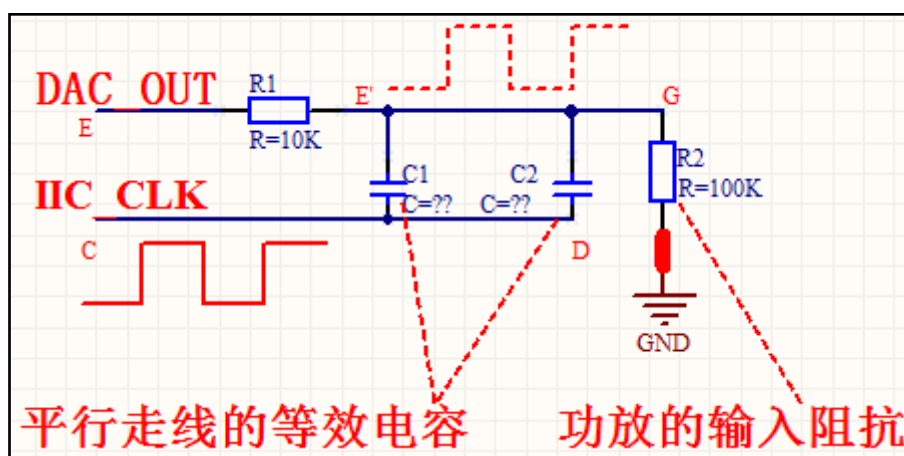 DAC_OUT
R1
E'
G
E
R=10K
R2
R=100K
C1
C2
C=??
C=??
IIC_CLK
C
D
GND
平行走线的等效电容
功放的输入阻抗